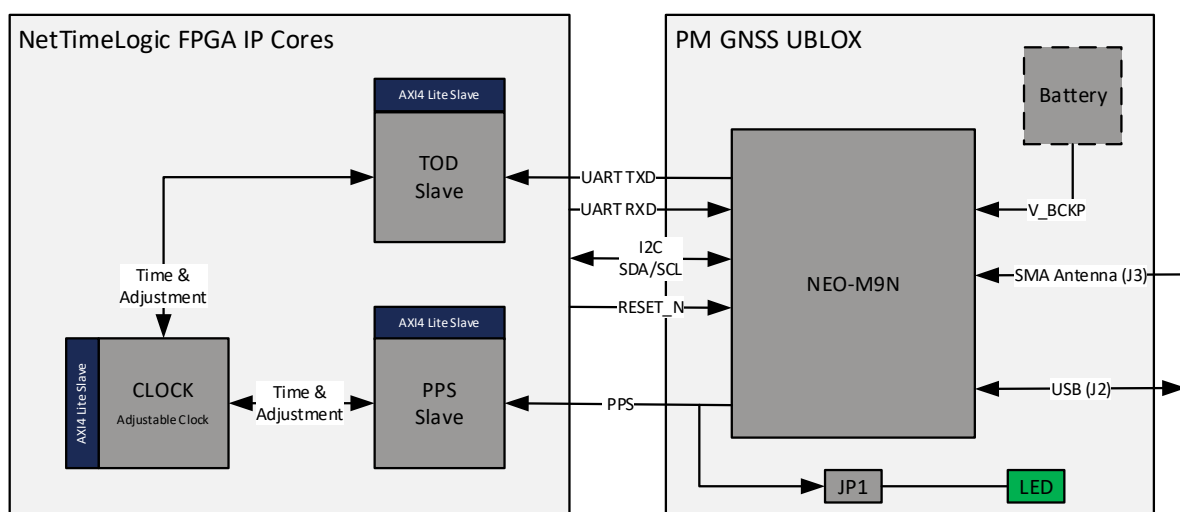 NetTimeLogic FPGA IP Cores
AXI4 Lite Slave
TOD
Slave
Time &
Adjustment
AXI4 Lite Slave
CLOCK
Adjustable Clock
Time &
Adjustment
AXI4 Lite Slave
PPS
Slave
UART TXD
UART RXD
I2C
SDA/SCL
RESET_N
PPS
PM GNSS UBLOX
Battery
V_BCKP
NEO-M9N
SMA Antenna (J3)
USB (J2)
JP1
LED